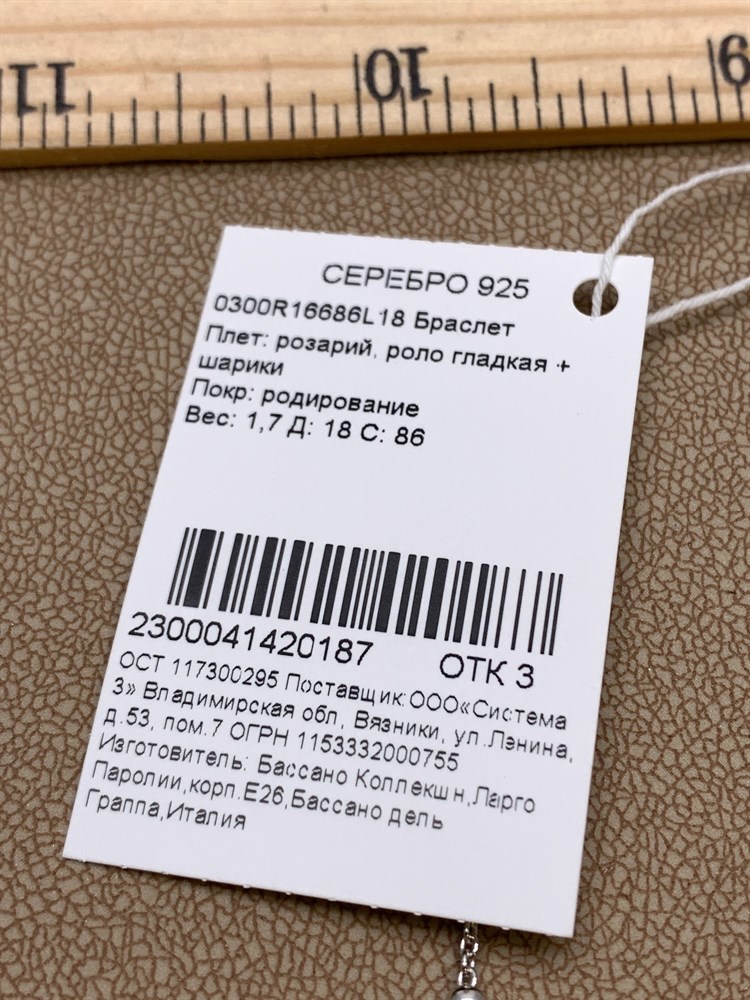 11 10 9
СЕРЕБРО 925
0300R16686L18 Браслет
Плет: розарий, роло гладкая +
шарики
Покр: родирование
Вес: 1,7 Д: 18 С: 86
2300041420187 ОТК 3
ОСТ 117300295 Поставщик:ООО«Система
3» Владимирская обл, Вязники, ул.Лэнина,
д.53, пом.7 ОГРН 1153332000755
Изготовитель: Бассано Коллекшн,Ларго
Паролии,корп.Е26,Бассано дель
Граппа,Италия